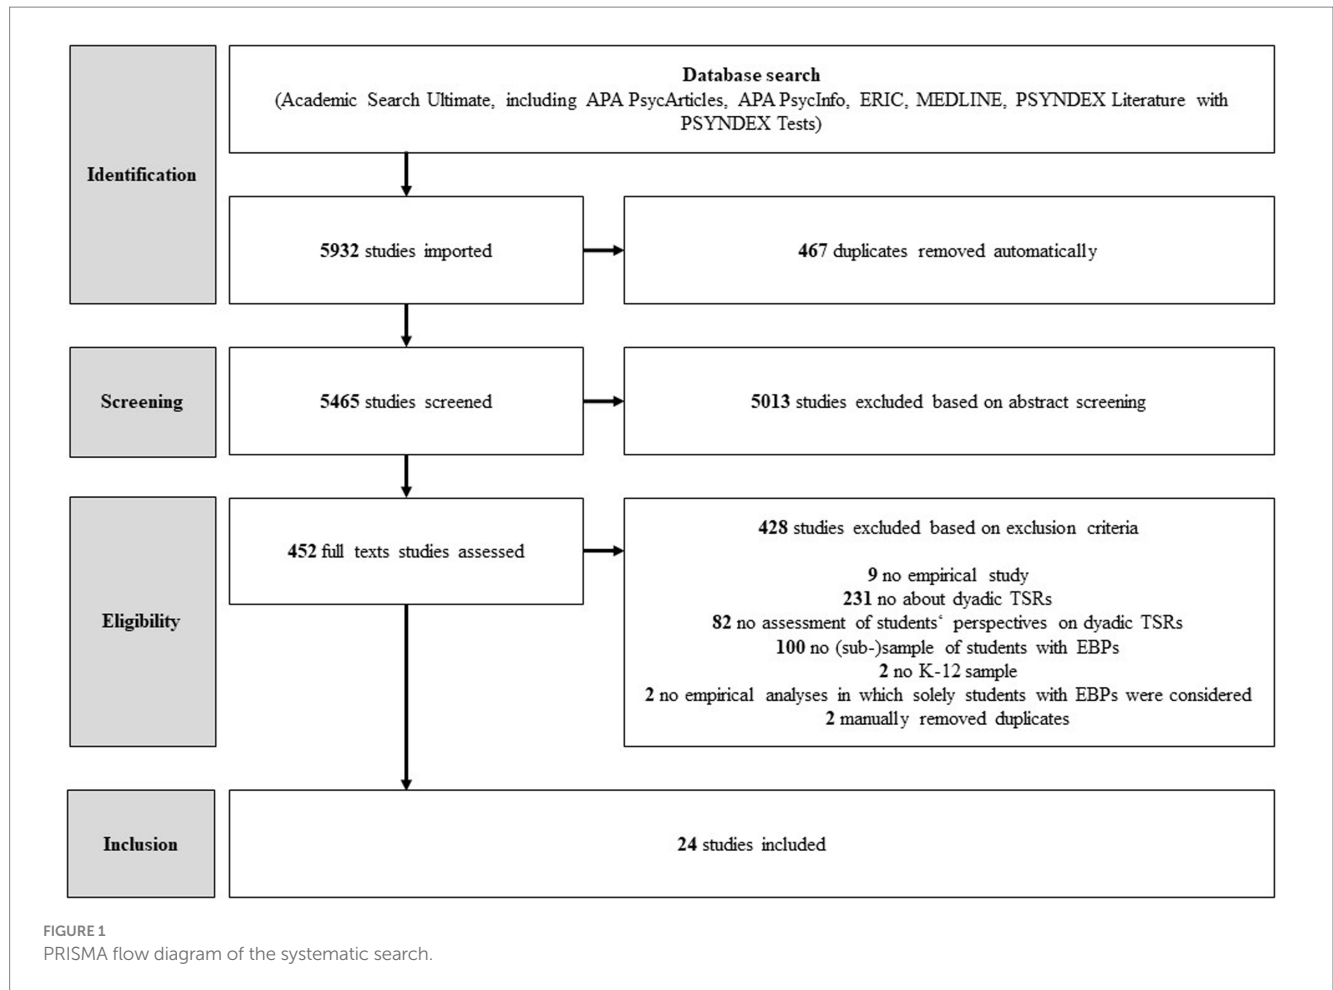 Identification
Database search
(Academic Search Ultimate, including APA PsycArticles, APA PsycInfo, ERIC, MEDLINE, PSYNDEX Literature with
PSYNDEX Tests)
5932 studies imported
467 duplicates removed automatically
Screening
5465 studies screened
5013 studies excluded based on abstract screening
Eligibility
452 full texts studies assessed
428 studies excluded based on exclusion criteria
9 no empirical study
231 no about dyadic TSRs
82 no assessment of students‘ perspectives on dyadic TSRs
100 no (sub-)sample of students with EBPs
2 no K-12 sample
2 no empirical analyses in which solely students with EBPs were considered
2 manually removed duplicates
Inclusion
24 studies included
FIGURE 1
PRISMA flow diagram of the systematic search.